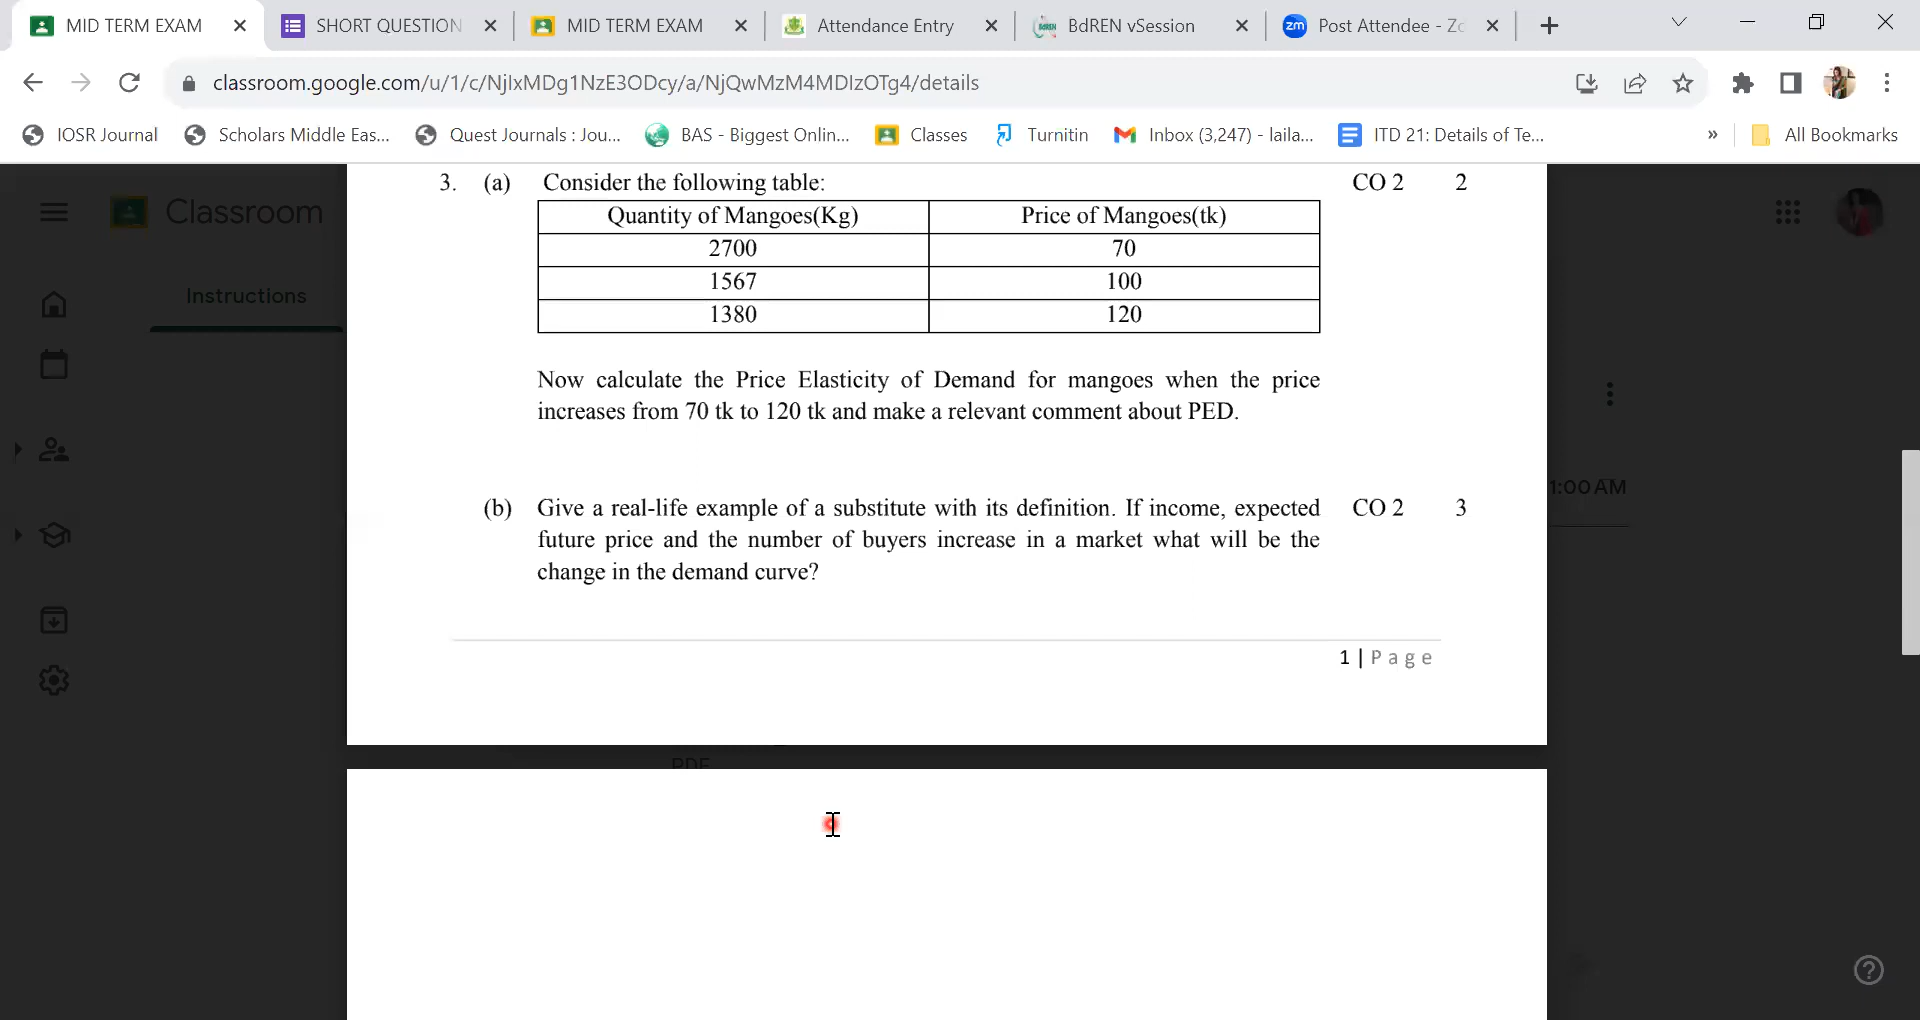 MID TERM EXAM
SHORT QUESTION
MID TERM EXAM
Attendance Entry
BdREN vSession
zm Post Attendee - Zo
classroom.google.com/u/1/c/NjIxMDg1NzE3ODcy/a/NjQwMzM4MDIzOTg4/details
IOSR Journal
Scholars Middle Eas...
Quest Journals : Jou...
BAS - Biggest Onlin...
Classes
Turnitin
Inbox (3,247) - laila...
ITD 21: Details of Te...
»
All Bookmarks
Classroom
Instructions
3. (a) Consider the following table: CO 2 2
Quantity of Mangoes(Kg) Price of Mangoes(tk)
2700 70
1567 100
1380 120
Now calculate the Price Elasticity of Demand for mangoes when the price
increases from 70 tk to 120 tk and make a relevant comment about PED.
1:00 AM
(b) Give a real-life example of a substitute with its definition. If income, expected CO 2 3
future price and the number of buyers increase in a market what will be the
change in the demand curve?
1 | Page
PDF